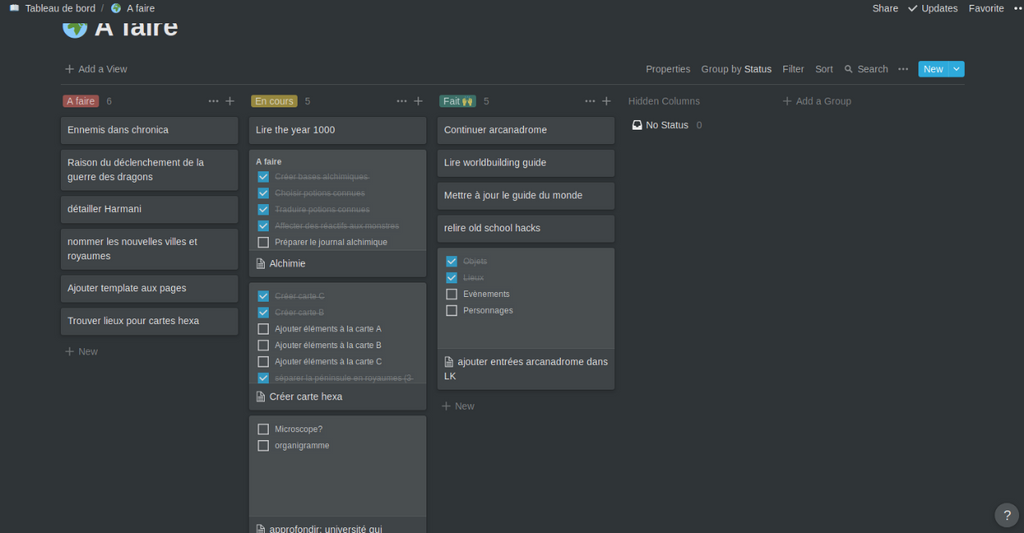 Tableau de bord / A faire
Share Updates Favorite
A faire
Add a View
Properties Group by Status Filter Sort Search New
A faire 6
Ennemis dans chronica
Raison du déclenchement de la
guerre des dragons
détailler Harmani
nommer les nouvelles villes et
royaumes
Ajouter template aux pages
Trouver lieux pour cartes hexa
New
En cours 5
Lire the year 1000
A faire
Créer bases alchimiques
Choisir potions connues
Traduire potions connues
Affecter des réactifs aux monstres
Préparer le journal alchimique
Alchimie
Créer carte C
Créer carte B
Ajouter éléments à la carte A
Ajouter éléments à la carte B
Ajouter éléments à la carte C
séparer la péninsule en royaumes (3
Créer carte hexa
Microscope?
organigramme
approfondir: université qui
Fait 5
Continuer arcanadrome
Lire worldbuilding guide
Mettre à jour le guide du monde
relire old school hacks
Objets
Lieux
Evénements
Personnages
ajouter entrées arcanadrome dans
LK
New
Hidden Columns
No Status 0
Add a Group
?